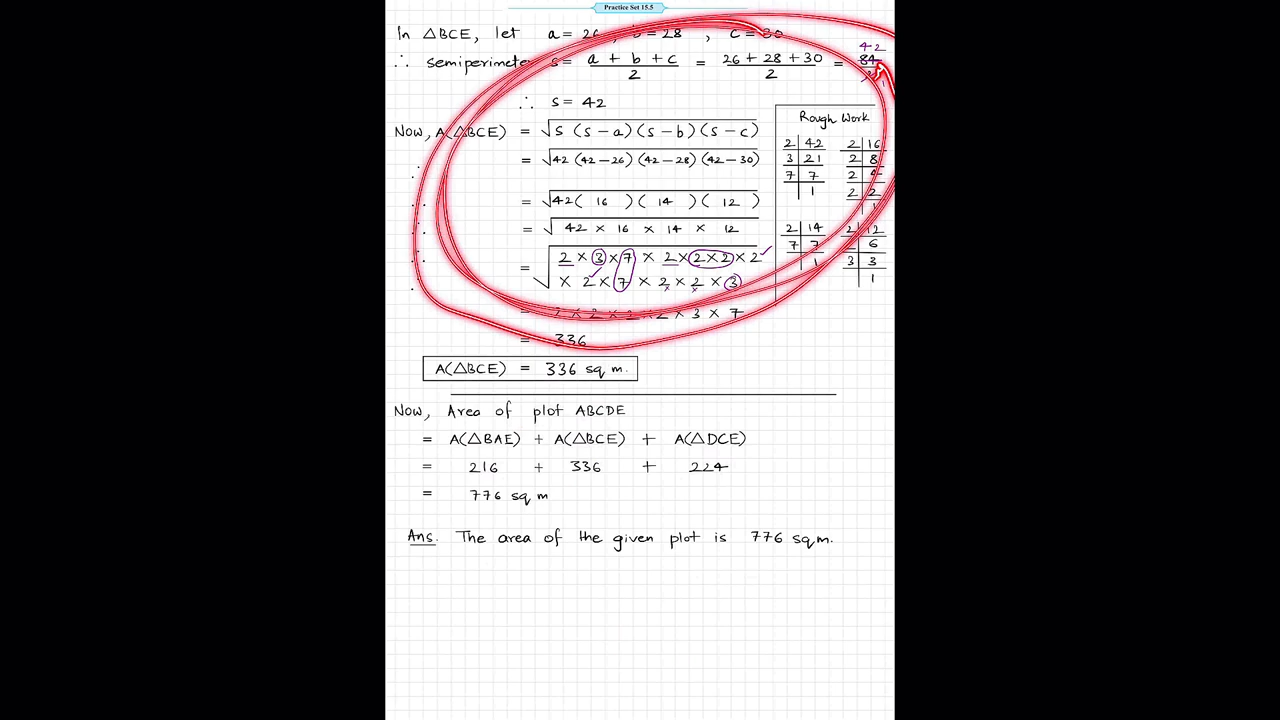 Practice Set 15.5
In △BCE, let a = 26, b = 28, c = 30
∴ semiperimeter s = a + b + c / 2 = 26 + 28 + 30 / 2 = 84 / 2 42 1
∴ s = 42
Now, A(△BCE) = √s (s – a) (s – b) (s – c)
= √42 (42 – 26) (42 – 28) (42 – 30)
= √42 ( 16 ) ( 14 ) ( 12 )
= √42 × 16 × 14 × 12
= √2 × 3 × 7 × 2 × 2 × 2 × 2
× 2 × 7 × 2 × 2 × 3
= 2 × 2 × 2 × 2 × 3 × 7
= 336
A(△BCE) = 336 sq m.
Rough Work
2 42 2 16
3 21 2 8
7 7 2 4
1 2 2
1
2 14 2 12
7 7 2 6
1 3 3
1
Now, Area of plot ABCDE
= A(△BAE) + A(△BCE) + A(△DCE)
= 216 + 336 + 224
= 776 sq m
Ans. The area of the given plot is 776 sq m.